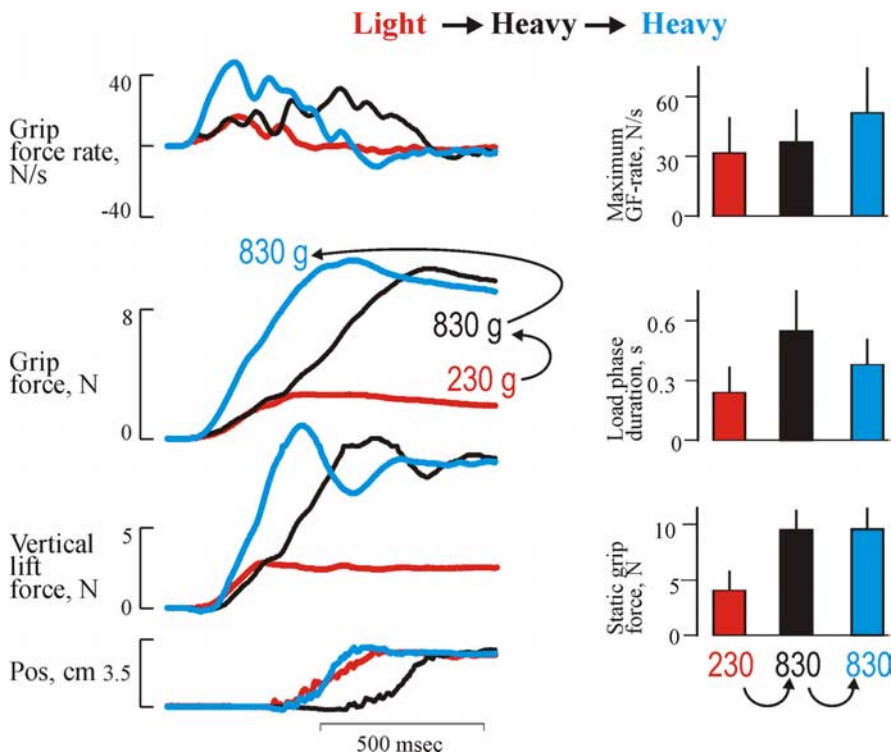 Light → Heavy → Heavy
40
Grip
force rate,
N/s
-40
830 g
8
830 g
Grip
force, N
230 g
0
5
Vertical
lift
force, N
0
Pos, cm 3.5
500 msec
Maximum
GF-rate, N/s
60
30
0
Load phase
duration, s
0.6
0.3
0
Static grip
force, N
10
5
0
230 830 830